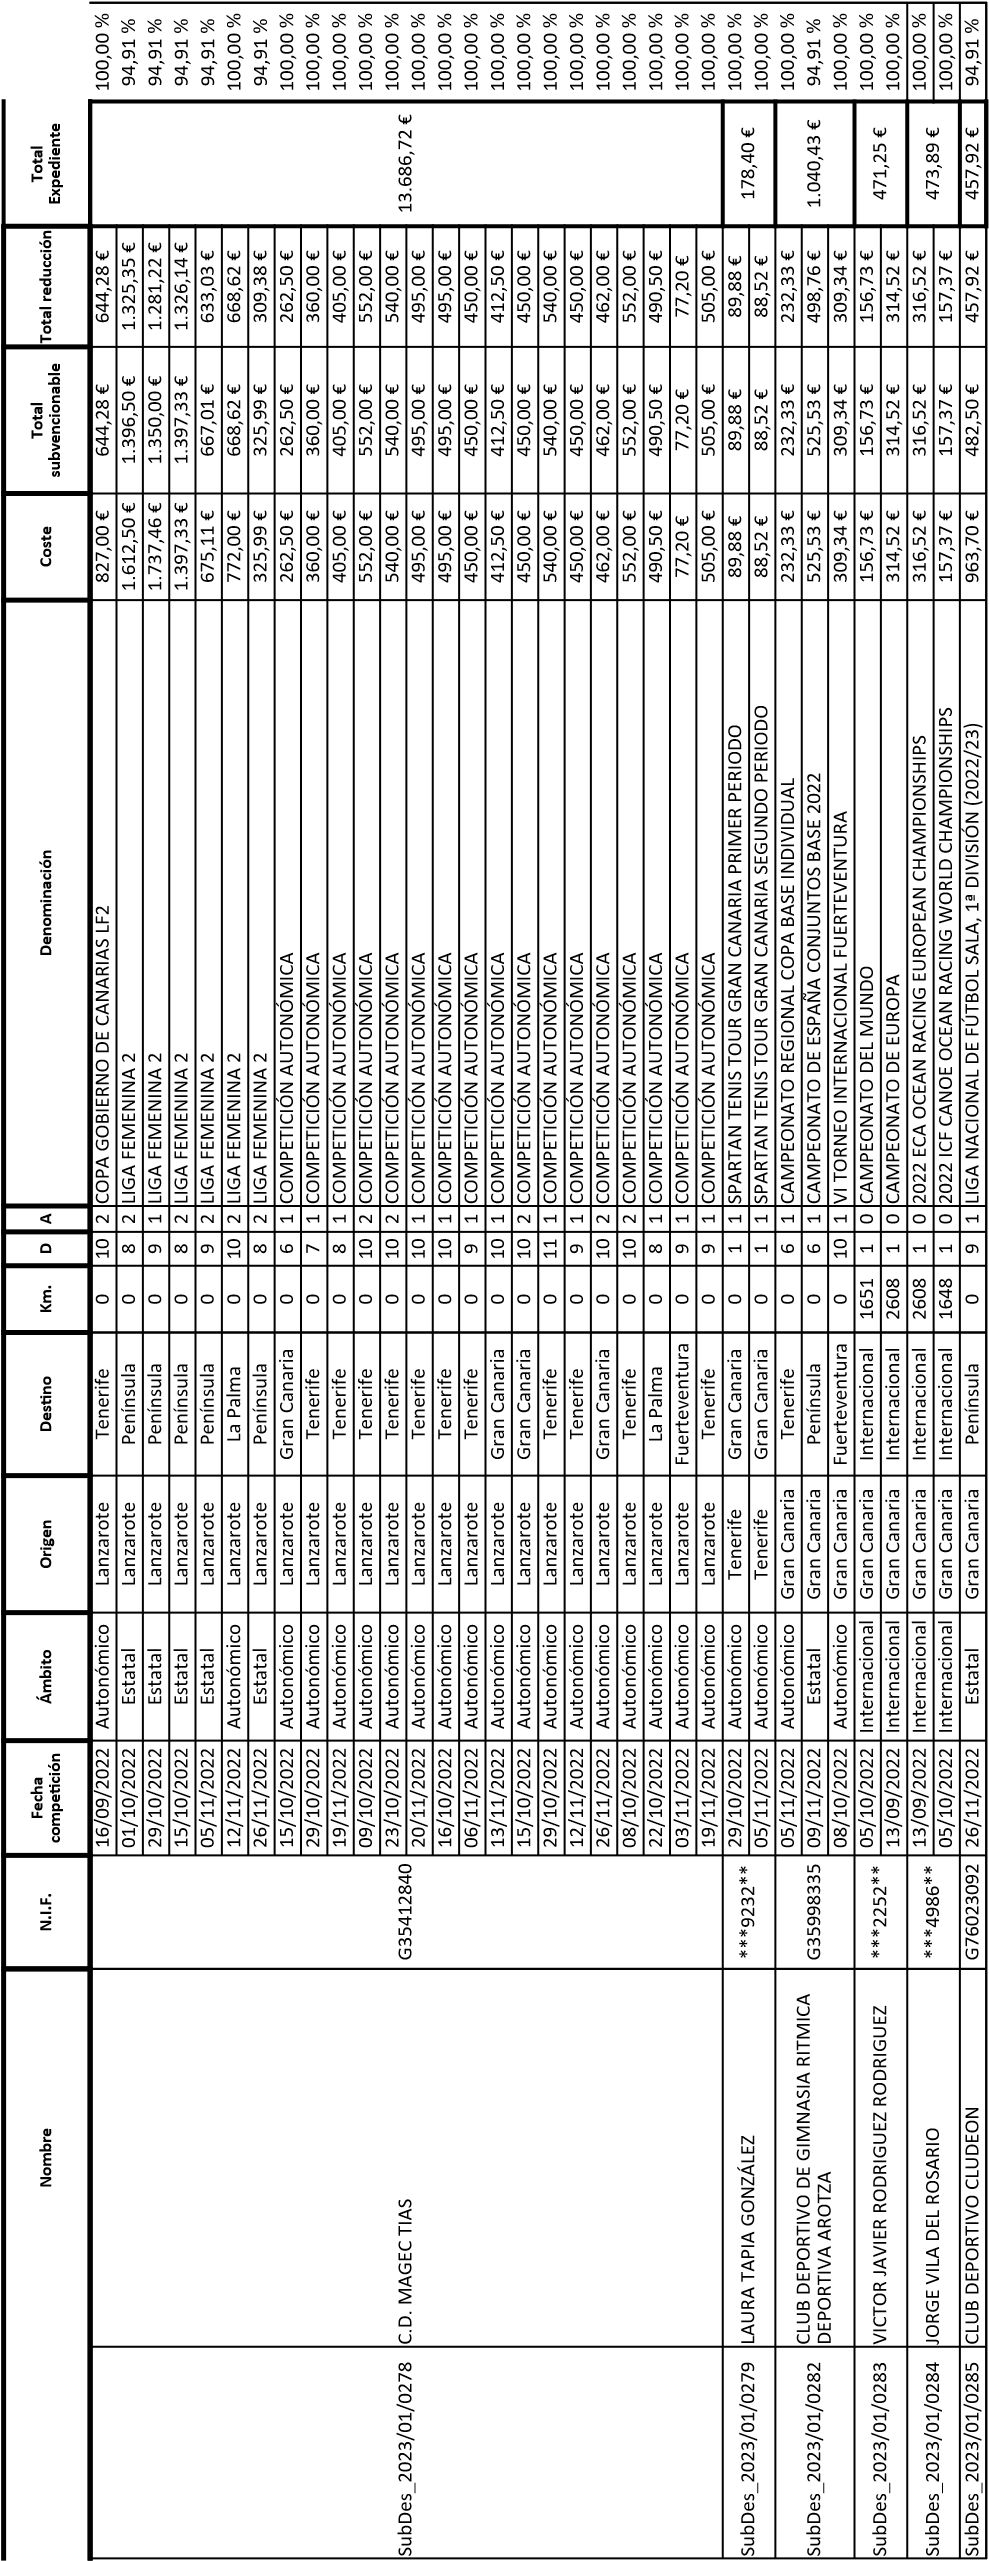 Nombre N.I.F. Fecha competición Ámbito Origen Destino Km. D A Denominación Coste Total subvencionable Total reducción Total Expediente
SubDes_2023/01/0278 C.D. MAGEC TIAS G35412840 13.686,72 €
16/09/2022 Autonómico Lanzarote Tenerife 0 10 2 COPA GOBIERNO DE CANARIAS LF2 827,00 € 644,28 € 644,28 € 100,00 %
01/10/2022 Estatal Lanzarote Península 0 8 2 LIGA FEMENINA 2 1.612,50 € 1.396,50 € 1.325,35 € 94,91 %
29/10/2022 Estatal Lanzarote Península 0 9 1 LIGA FEMENINA 2 1.737,46 € 1.350,00 € 1.281,22 € 94,91 %
15/10/2022 Estatal Lanzarote Península 0 8 2 LIGA FEMENINA 2 1.397,33 € 1.397,33 € 1.326,14 € 94,91 %
05/11/2022 Estatal Lanzarote Península 0 9 2 LIGA FEMENINA 2 675,11 € 667,01 € 633,03 € 94,91 %
12/11/2022 Autonómico Lanzarote La Palma 0 10 2 LIGA FEMENINA 2 772,00 € 668,62 € 668,62 € 100,00 %
26/11/2022 Estatal Lanzarote Península 0 8 2 LIGA FEMENINA 2 325,99 € 325,99 € 309,38 € 94,91 %
15/10/2022 Autonómico Lanzarote Gran Canaria 0 6 1 COMPETICIÓN AUTONÓMICA 262,50 € 262,50 € 262,50 € 100,00 %
29/10/2022 Autonómico Lanzarote Tenerife 0 7 1 COMPETICIÓN AUTONÓMICA 360,00 € 360,00 € 360,00 € 100,00 %
19/11/2022 Autonómico Lanzarote Tenerife 0 8 1 COMPETICIÓN AUTONÓMICA 405,00 € 405,00 € 405,00 € 100,00 %
09/10/2022 Autonómico Lanzarote Tenerife 0 10 2 COMPETICIÓN AUTONÓMICA 552,00 € 552,00 € 552,00 € 100,00 %
23/10/2022 Autonómico Lanzarote Tenerife 0 10 2 COMPETICIÓN AUTONÓMICA 540,00 € 540,00 € 540,00 € 100,00 %
20/11/2022 Autonómico Lanzarote Tenerife 0 10 1 COMPETICIÓN AUTONÓMICA 495,00 € 495,00 € 495,00 € 100,00 %
16/10/2022 Autonómico Lanzarote Tenerife 0 10 1 COMPETICIÓN AUTONÓMICA 495,00 € 495,00 € 495,00 € 100,00 %
06/11/2022 Autonómico Lanzarote Tenerife 0 9 1 COMPETICIÓN AUTONÓMICA 450,00 € 450,00 € 450,00 € 100,00 %
13/11/2022 Autonómico Lanzarote Gran Canaria 0 10 1 COMPETICIÓN AUTONÓMICA 412,50 € 412,50 € 412,50 € 100,00 %
15/10/2022 Autonómico Lanzarote Gran Canaria 0 10 2 COMPETICIÓN AUTONÓMICA 450,00 € 450,00 € 450,00 € 100,00 %
29/10/2022 Autonómico Lanzarote Tenerife 0 11 1 COMPETICIÓN AUTONÓMICA 540,00 € 540,00 € 540,00 € 100,00 %
12/11/2022 Autonómico Lanzarote Tenerife 0 9 1 COMPETICIÓN AUTONÓMICA 450,00 € 450,00 € 450,00 € 100,00 %
26/11/2022 Autonómico Lanzarote Gran Canaria 0 10 2 COMPETICIÓN AUTONÓMICA 462,00 € 462,00 € 462,00 € 100,00 %
08/10/2022 Autonómico Lanzarote Tenerife 0 10 2 COMPETICIÓN AUTONÓMICA 552,00 € 552,00 € 552,00 € 100,00 %
22/10/2022 Autonómico Lanzarote La Palma 0 8 1 COMPETICIÓN AUTONÓMICA 490,50 € 490,50 € 490,50 € 100,00 %
03/11/2022 Autonómico Lanzarote Fuerteventura 0 9 1 COMPETICIÓN AUTONÓMICA 77,20 € 77,20 € 77,20 € 100,00 %
19/11/2022 Autonómico Lanzarote Tenerife 0 9 1 COMPETICIÓN AUTONÓMICA 505,00 € 505,00 € 505,00 € 100,00 %
SubDes_2023/01/0279 LAURA TAPIA GONZÁLEZ ***9232** 178,40 €
29/10/2022 Autonómico Tenerife Gran Canaria 0 1 1 SPARTAN TENIS TOUR GRAN CANARIA PRIMER PERIODO 89,88 € 89,88 € 89,88 € 100,00 %
05/11/2022 Autonómico Tenerife Gran Canaria 0 1 1 SPARTAN TENIS TOUR GRAN CANARIA SEGUNDO PERIODO 88,52 € 88,52 € 88,52 € 100,00 %
SubDes_2023/01/0282 CLUB DEPORTIVO DE GIMNASIA RITMICA DEPORTIVA AROTZA G35998335 1.040,43 €
05/11/2022 Autonómico Gran Canaria Tenerife 0 6 1 CAMPEONATO REGIONAL COPA BASE INDIVIDUAL 232,33 € 232,33 € 232,33 € 100,00 %
09/11/2022 Estatal Gran Canaria Península 0 6 1 CAMPEONATO DE ESPAÑA CONJUNTOS BASE 2022 525,53 € 525,53 € 498,76 € 94,91 %
08/10/2022 Autonómico Gran Canaria Fuerteventura 0 10 1 VI TORNEO INTERNACIONAL FUERTEVENTURA 309,34 € 309,34 € 309,34 € 100,00 %
SubDes_2023/01/0283 VICTOR JAVIER RODRIGUEZ RODRIGUEZ ***2252** 471,25 €
05/10/2022 Internacional Gran Canaria Internacional 1651 1 0 CAMPEONATO DEL MUNDO 156,73 € 156,73 € 156,73 € 100,00 %
13/09/2022 Internacional Gran Canaria Internacional 2608 1 0 CAMPEONATO DE EUROPA 314,52 € 314,52 € 314,52 € 100,00 %
SubDes_2023/01/0284 JORGE VILA DEL ROSARIO ***4986** 473,89 €
13/09/2022 Internacional Gran Canaria Internacional 2608 1 0 2022 ECA OCEAN RACING EUROPEAN CHAMPIONSHIPS 316,52 € 316,52 € 316,52 € 100,00 %
05/10/2022 Internacional Gran Canaria Internacional 1648 1 0 2022 ICF CANOE OCEAN RACING WORLD CHAMPIONSHIPS 157,37 € 157,37 € 157,37 € 100,00 %
SubDes_2023/01/0285 CLUB DEPORTIVO CLUDEON G76023092 26/11/2022 Estatal Gran Canaria Península 0 9 1 LIGA NACIONAL DE FÚTBOL SALA, 1ª DIVISIÓN (2022/23) 963,70 € 482,50 € 457,92 € 457,92 € 94,91 %